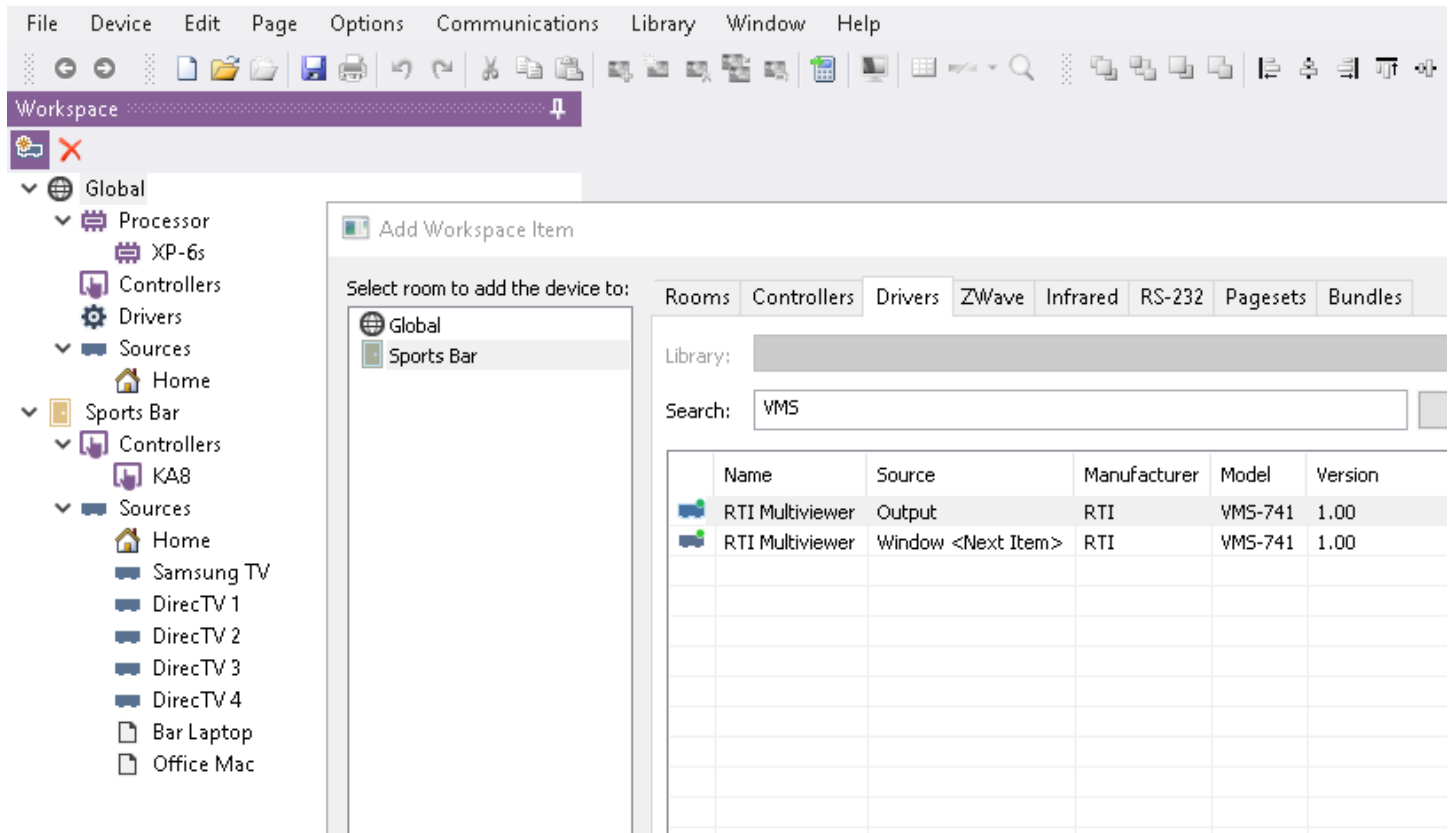 File Device Edit Page Options Communications Library Window Help
Workspace
Global
Processor
XP-6s
Controllers
Drivers
Sources
Home
Sports Bar
Controllers
KA8
Sources
Home
Samsung TV
DirecTV 1
DirecTV 2
DirecTV 3
DirecTV 4
Bar Laptop
Office Mac
Add Workspace Item
Select room to add the device to:
Global
Sports Bar
Rooms Controllers Drivers ZWave Infrared RS-232 Pagesets Bundles
Library:
Search: VMS
Name Source Manufacturer Model Version
RTI Multiviewer Output RTI VMS-741 1.00
RTI Multiviewer Window <Next Item> RTI VMS-741 1.00